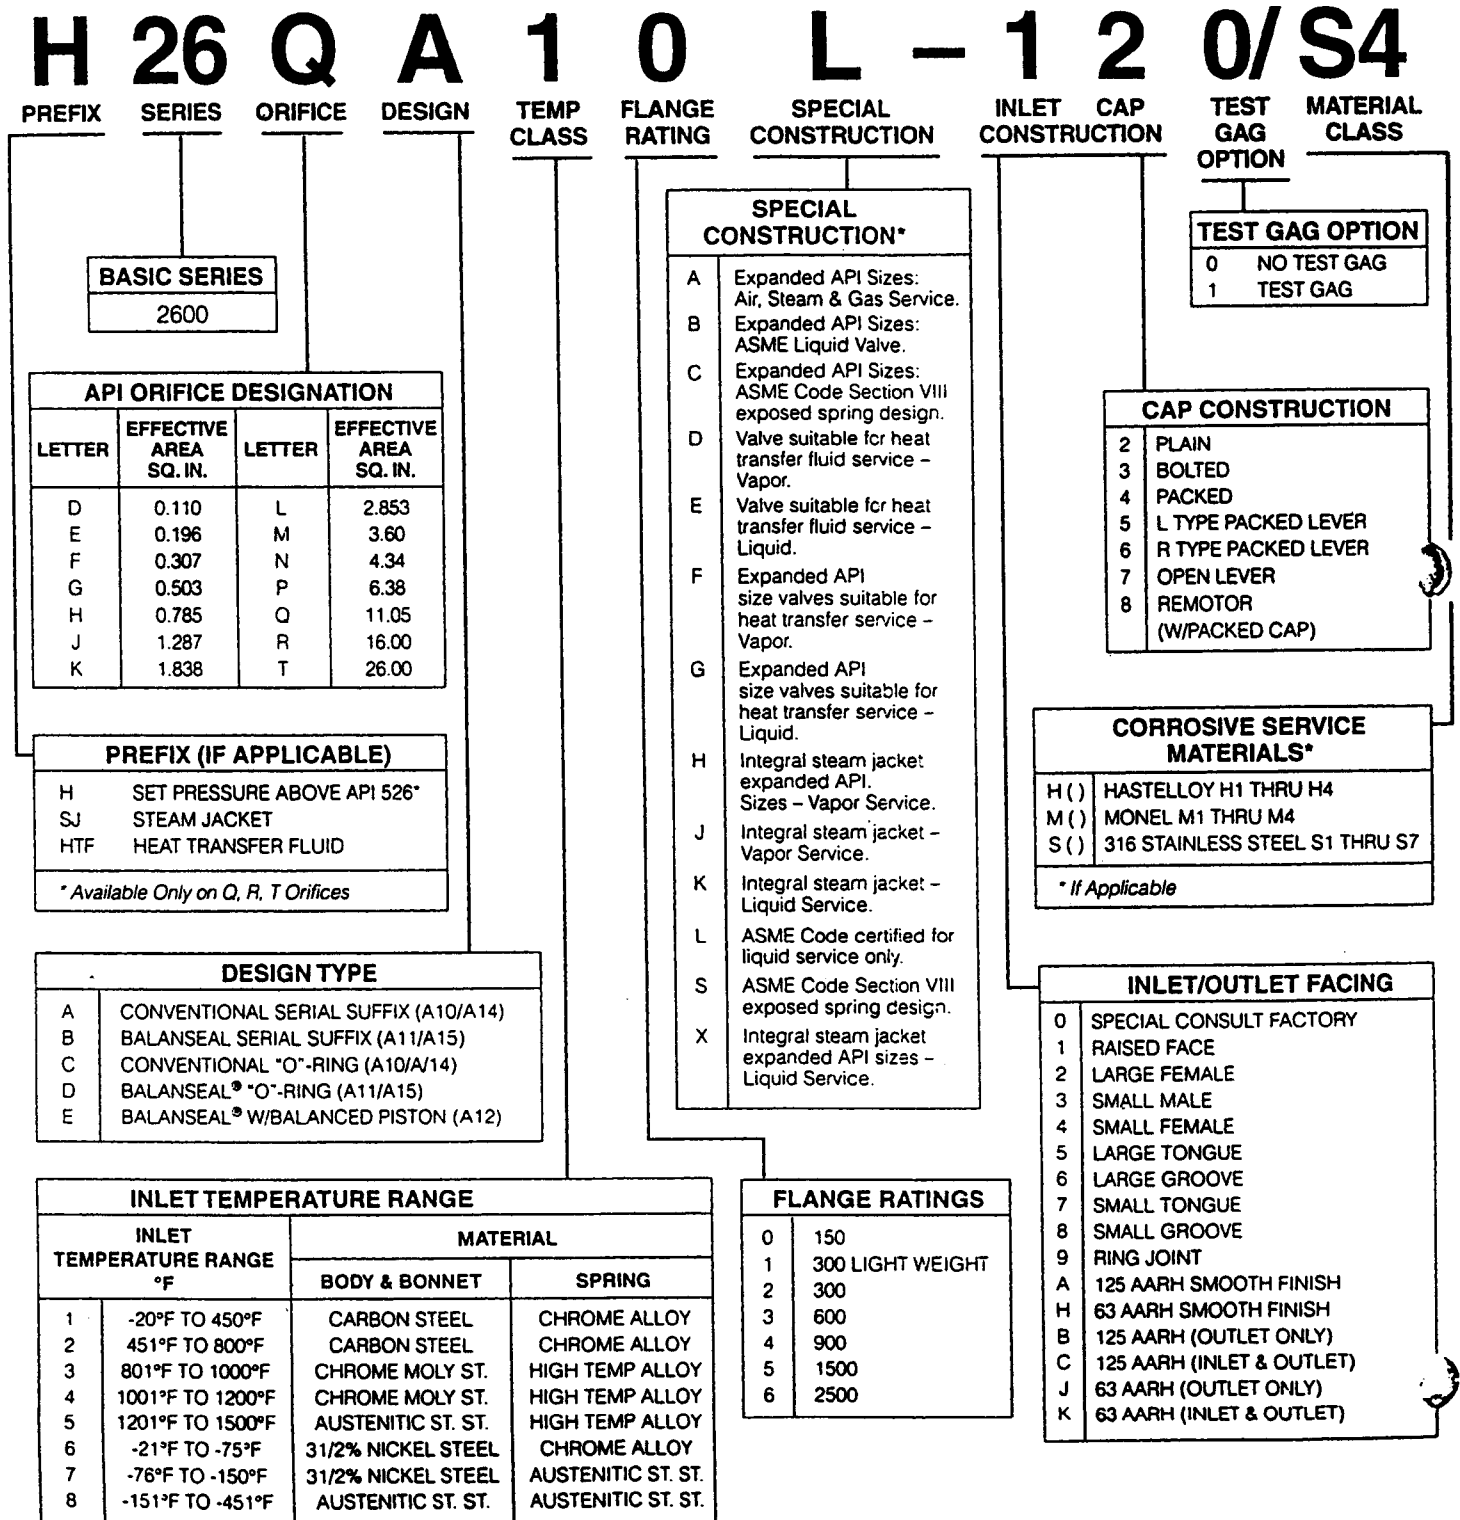 H 26 Q A 1 0 L – 1 2 0/ S4
PREFIX SERIES ORIFICE DESIGN TEMP CLASS FLANGE RATING SPECIAL CONSTRUCTION INLET CAP CONSTRUCTION TEST GAG OPTION MATERIAL CLASS
BASIC SERIES
2600
API ORIFICE DESIGNATION
LETTER EFFECTIVE AREA SQ. IN. LETTER EFFECTIVE AREA SQ. IN.
D 0.110 L 2.853
E 0.196 M 3.60
F 0.307 N 4.34
G 0.503 P 6.38
H 0.785 Q 11.05
J 1.287 R 16.00
K 1.838 T 26.00
PREFIX (IF APPLICABLE)
H SET PRESSURE ABOVE API 526*
SJ STEAM JACKET
HTF HEAT TRANSFER FLUID
* Available Only on Q, R, T Orifices
DESIGN TYPE
A CONVENTIONAL SERIAL SUFFIX (A10/A14)
B BALANSEAL SERIAL SUFFIX (A11/A15)
C CONVENTIONAL "O"-RING (A10/A/14)
D BALANSEAL® "O"-RING (A11/A15)
E BALANSEAL® W/BALANCED PISTON (A12)
INLET TEMPERATURE RANGE
INLET TEMPERATURE RANGE °F
MATERIAL
BODY & BONNET SPRING
1 -20°F TO 450°F CARBON STEEL CHROME ALLOY
2 451°F TO 800°F CARBON STEEL CHROME ALLOY
3 801°F TO 1000°F CHROME MOLY ST. HIGH TEMP ALLOY
4 1001°F TO 1200°F CHROME MOLY ST. HIGH TEMP ALLOY
5 1201°F TO 1500°F AUSTENITIC ST. ST. HIGH TEMP ALLOY
6 -21°F TO -75°F 31/2% NICKEL STEEL CHROME ALLOY
7 -76°F TO -150°F 31/2% NICKEL STEEL AUSTENITIC ST. ST.
8 -151°F TO -451°F AUSTENITIC ST. ST. AUSTENITIC ST. ST.
SPECIAL
CONSTRUCTION*
A Expanded API Sizes:
Air, Steam & Gas Service.
B Expanded API Sizes:
ASME Liquid Valve.
C Expanded API Sizes:
ASME Code Section VIII
exposed spring design.
D Valve suitable for heat
transfer fluid service –
Vapor.
E Valve suitable for heat
transfer fluid service –
Liquid.
F Expanded API
size valves suitable for
heat transfer service –
Vapor.
G Expanded API
size valves suitable for
heat transfer service –
Liquid.
H Integral steam jacket
expanded API.
Sizes – Vapor Service.
J Integral steam jacket –
Vapor Service.
K Integral steam jacket –
Liquid Service.
L ASME Code certified for
liquid service only.
S ASME Code Section VIII
exposed spring design.
X Integral steam jacket
expanded API sizes –
Liquid Service.
FLANGE RATINGS
0 150
1 300 LIGHT WEIGHT
2 300
3 600
4 900
5 1500
6 2500
TEST GAG OPTION
0 NO TEST GAG
1 TEST GAG
CAP CONSTRUCTION
2 PLAIN
3 BOLTED
4 PACKED
5 L TYPE PACKED LEVER
6 R TYPE PACKED LEVER
7 OPEN LEVER
8 REMOTOR
(W/PACKED CAP)
CORROSIVE SERVICE
MATERIALS*
H ( ) HASTELLOY H1 THRU H4
M ( ) MONEL M1 THRU M4
S ( ) 316 STAINLESS STEEL S1 THRU S7
* If Applicable
INLET/OUTLET FACING
0 SPECIAL CONSULT FACTORY
1 RAISED FACE
2 LARGE FEMALE
3 SMALL MALE
4 SMALL FEMALE
5 LARGE TONGUE
6 LARGE GROOVE
7 SMALL TONGUE
8 SMALL GROOVE
9 RING JOINT
A 125 AARH SMOOTH FINISH
H 63 AARH SMOOTH FINISH
B 125 AARH (OUTLET ONLY)
C 125 AARH (INLET & OUTLET)
J 63 AARH (OUTLET ONLY)
K 63 AARH (INLET & OUTLET)